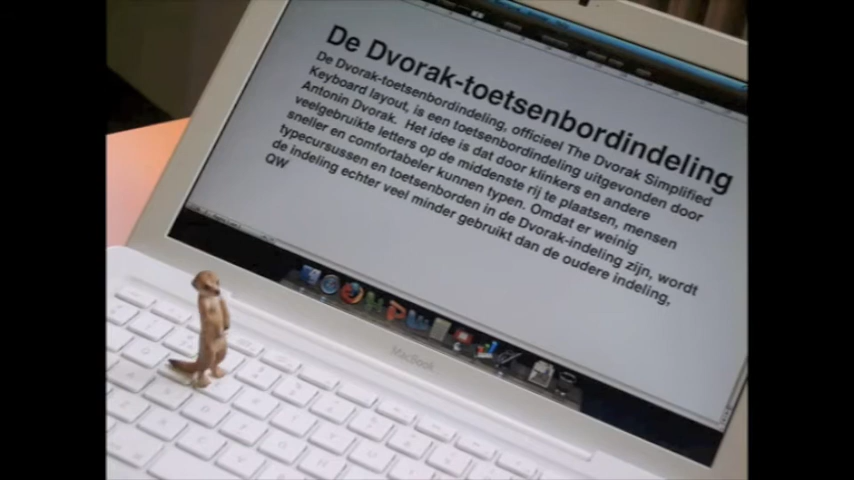 De Dvorak-toetsenbordindeling
De Dvorak-toetsenbordindeling, officieel The Dvorak Simplified
Keyboard layout, is een toetsenbordindeling uitgevonden door
Antonin Dvorak. Het idee is dat door klinkers en andere
veelgebruikte letters op de middenste rij te plaatsen, mensen
sneller en comfortabeler kunnen typen. Omdat er weinig
typecursussen en toetsenborden in de Dvorak-indeling zijn, wordt
de indeling echter veel minder gebruikt dan de oudere indeling,
QW
MacBook